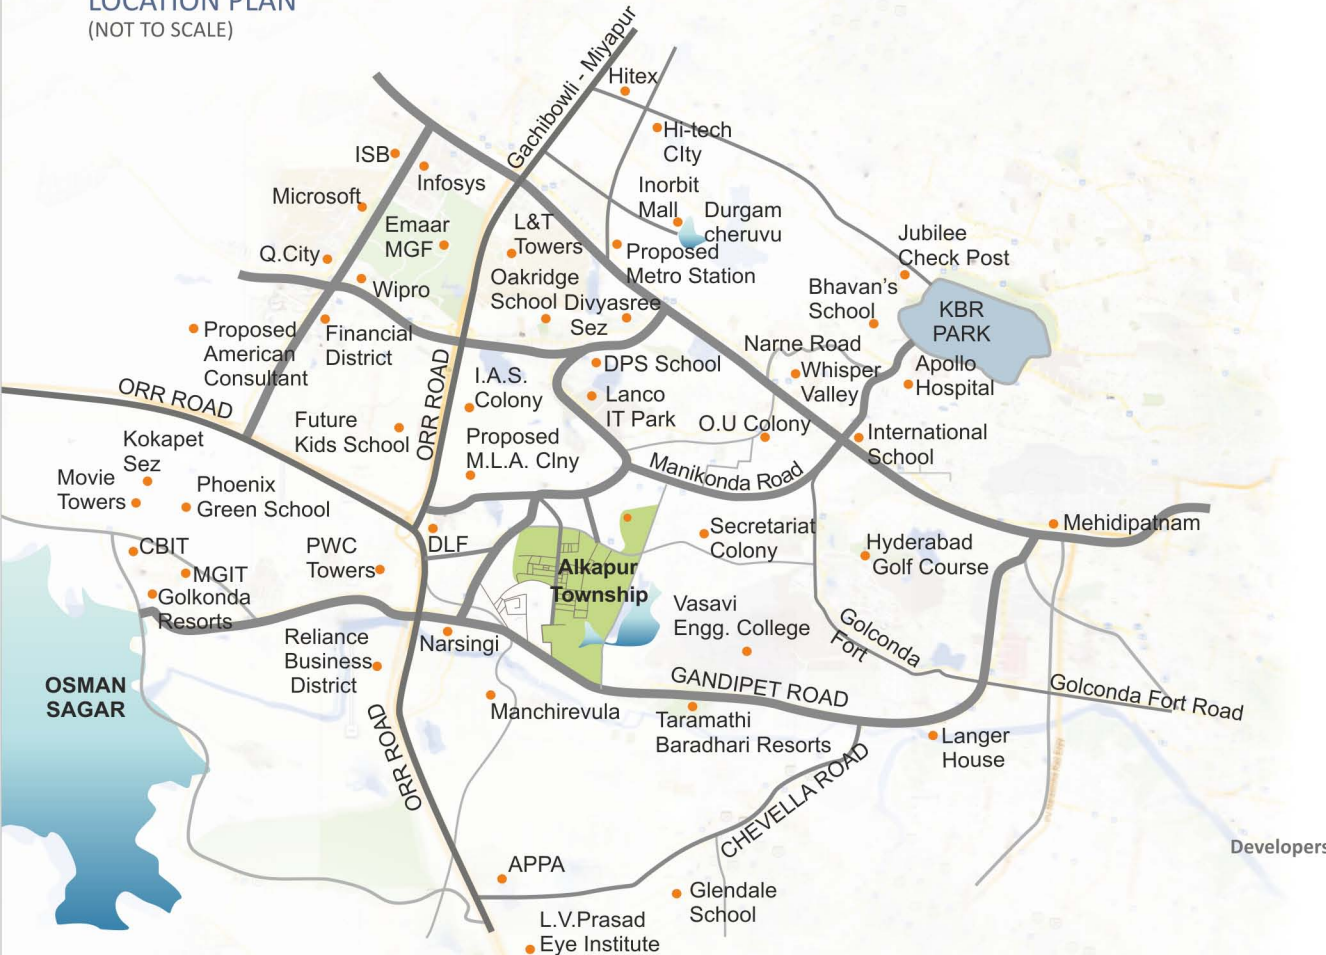 LOCATION PLAN
(NOT TO SCALE)
Gachibowli - Miyapur
Hitex
Hi-tech
CIty
ISB
Infosys
Microsoft
Inorbit
Mall
Durgam
cheruvu
Emaar
MGF
L&T
Towers
Q.City
Proposed
Metro Station
Jubilee
Check Post
Wipro
Oakridge
School
Divyasree
Sez
Bhavan's
School
KBR
PARK
Proposed
American
Consultant
Financial
District
Narne Road
ORR ROAD
DPS School
Whisper
Valley
Apollo
Hospital
ORR ROAD
I.A.S.
Colony
Lanco
IT Park
Future
Kids School
O.U Colony
International
School
Kokapet
Sez
Proposed
M.L.A. Clny
Manikonda Road
Movie
Towers
Phoenix
Green School
Secretariat
Colony
Mehidipatnam
CBIT
PWC
Towers
DLF
Hyderabad
Golf Course
MGIT
Alkapur
Township
Golkonda
Resorts
Vasavi
Engg. College
Golconda
Fort
Reliance
Business
District
Narsingi
OSMAN
SAGAR
GANDIPET ROAD
Golconda Fort Road
Manchirevula
Taramathi
Baradhari Resorts
Langer
House
ORR ROAD
CHEVELLA ROAD
Developers
APPA
Glendale
School
L.V.Prasad
Eye Institute